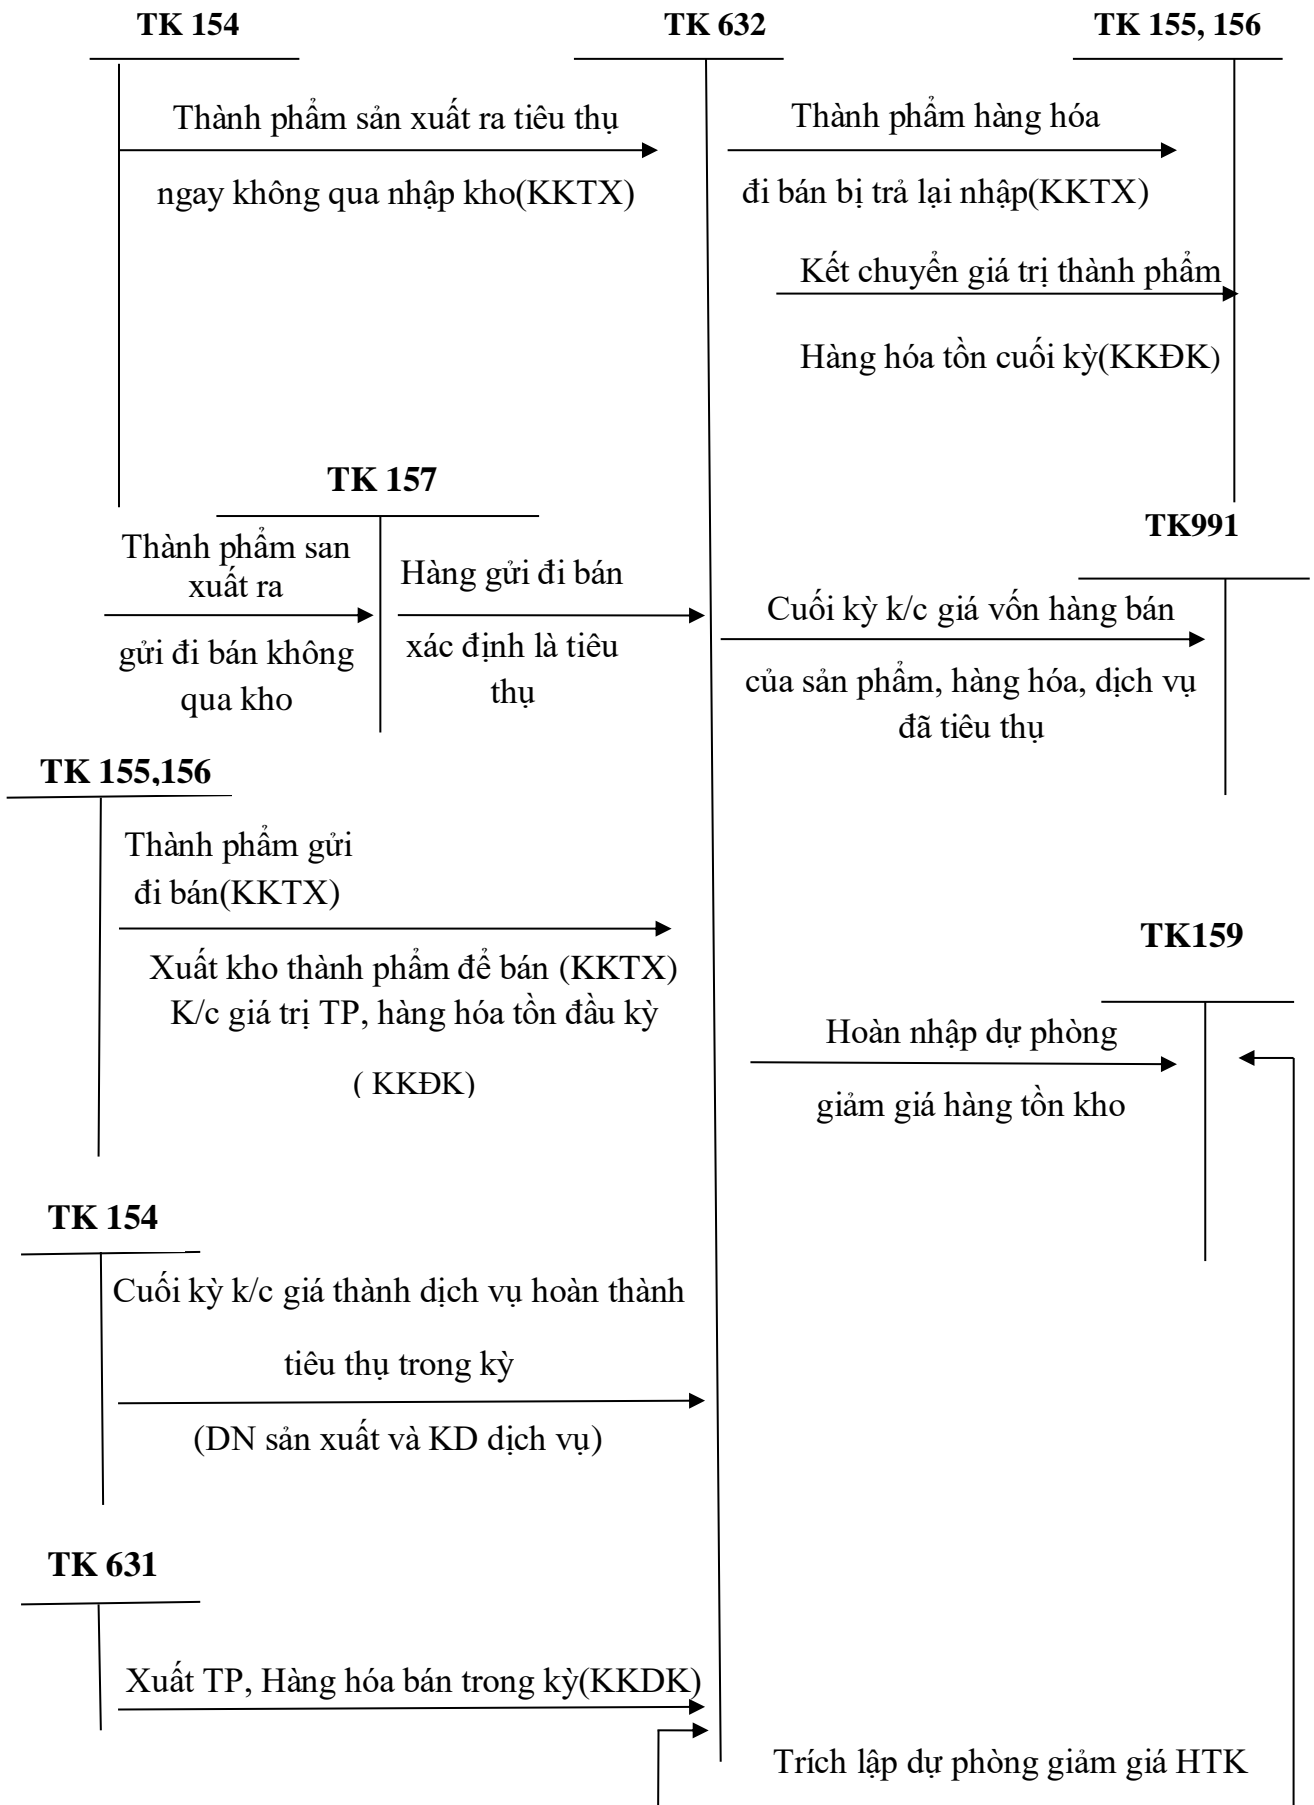 TK 154
TK 632
TK 155, 156
Thành phẩm sản xuất ra tiêu thụ
ngay không qua nhập kho(KKTX)
Thành phẩm hàng hóa
đi bán bị trả lại nhập(KKTX)
Kết chuyển giá trị thành phẩm
Hàng hóa tồn cuối kỳ(KKĐK)
TK 157
Thành phẩm san
xuất ra
gửi đi bán không
qua kho
Hàng gửi đi bán
xác định là tiêu
thụ
TK991
Cuối kỳ k/c giá vốn hàng bán
của sản phẩm, hàng hóa, dịch vụ
đã tiêu thụ
TK 155,156
Thành phẩm gửi
đi bán(KKTX)
Xuất kho thành phẩm để bán (KKTX)
K/c giá trị TP, hàng hóa tồn đầu kỳ
( KKĐK)
TK159
Hoàn nhập dự phòng
giảm giá hàng tồn kho
TK 154
Cuối kỳ k/c giá thành dịch vụ hoàn thành
tiêu thụ trong kỳ
(DN sản xuất và KD dịch vụ)
TK 631
Xuất TP, Hàng hóa bán trong kỳ(KKDK)
Trích lập dự phòng giảm giá HTK